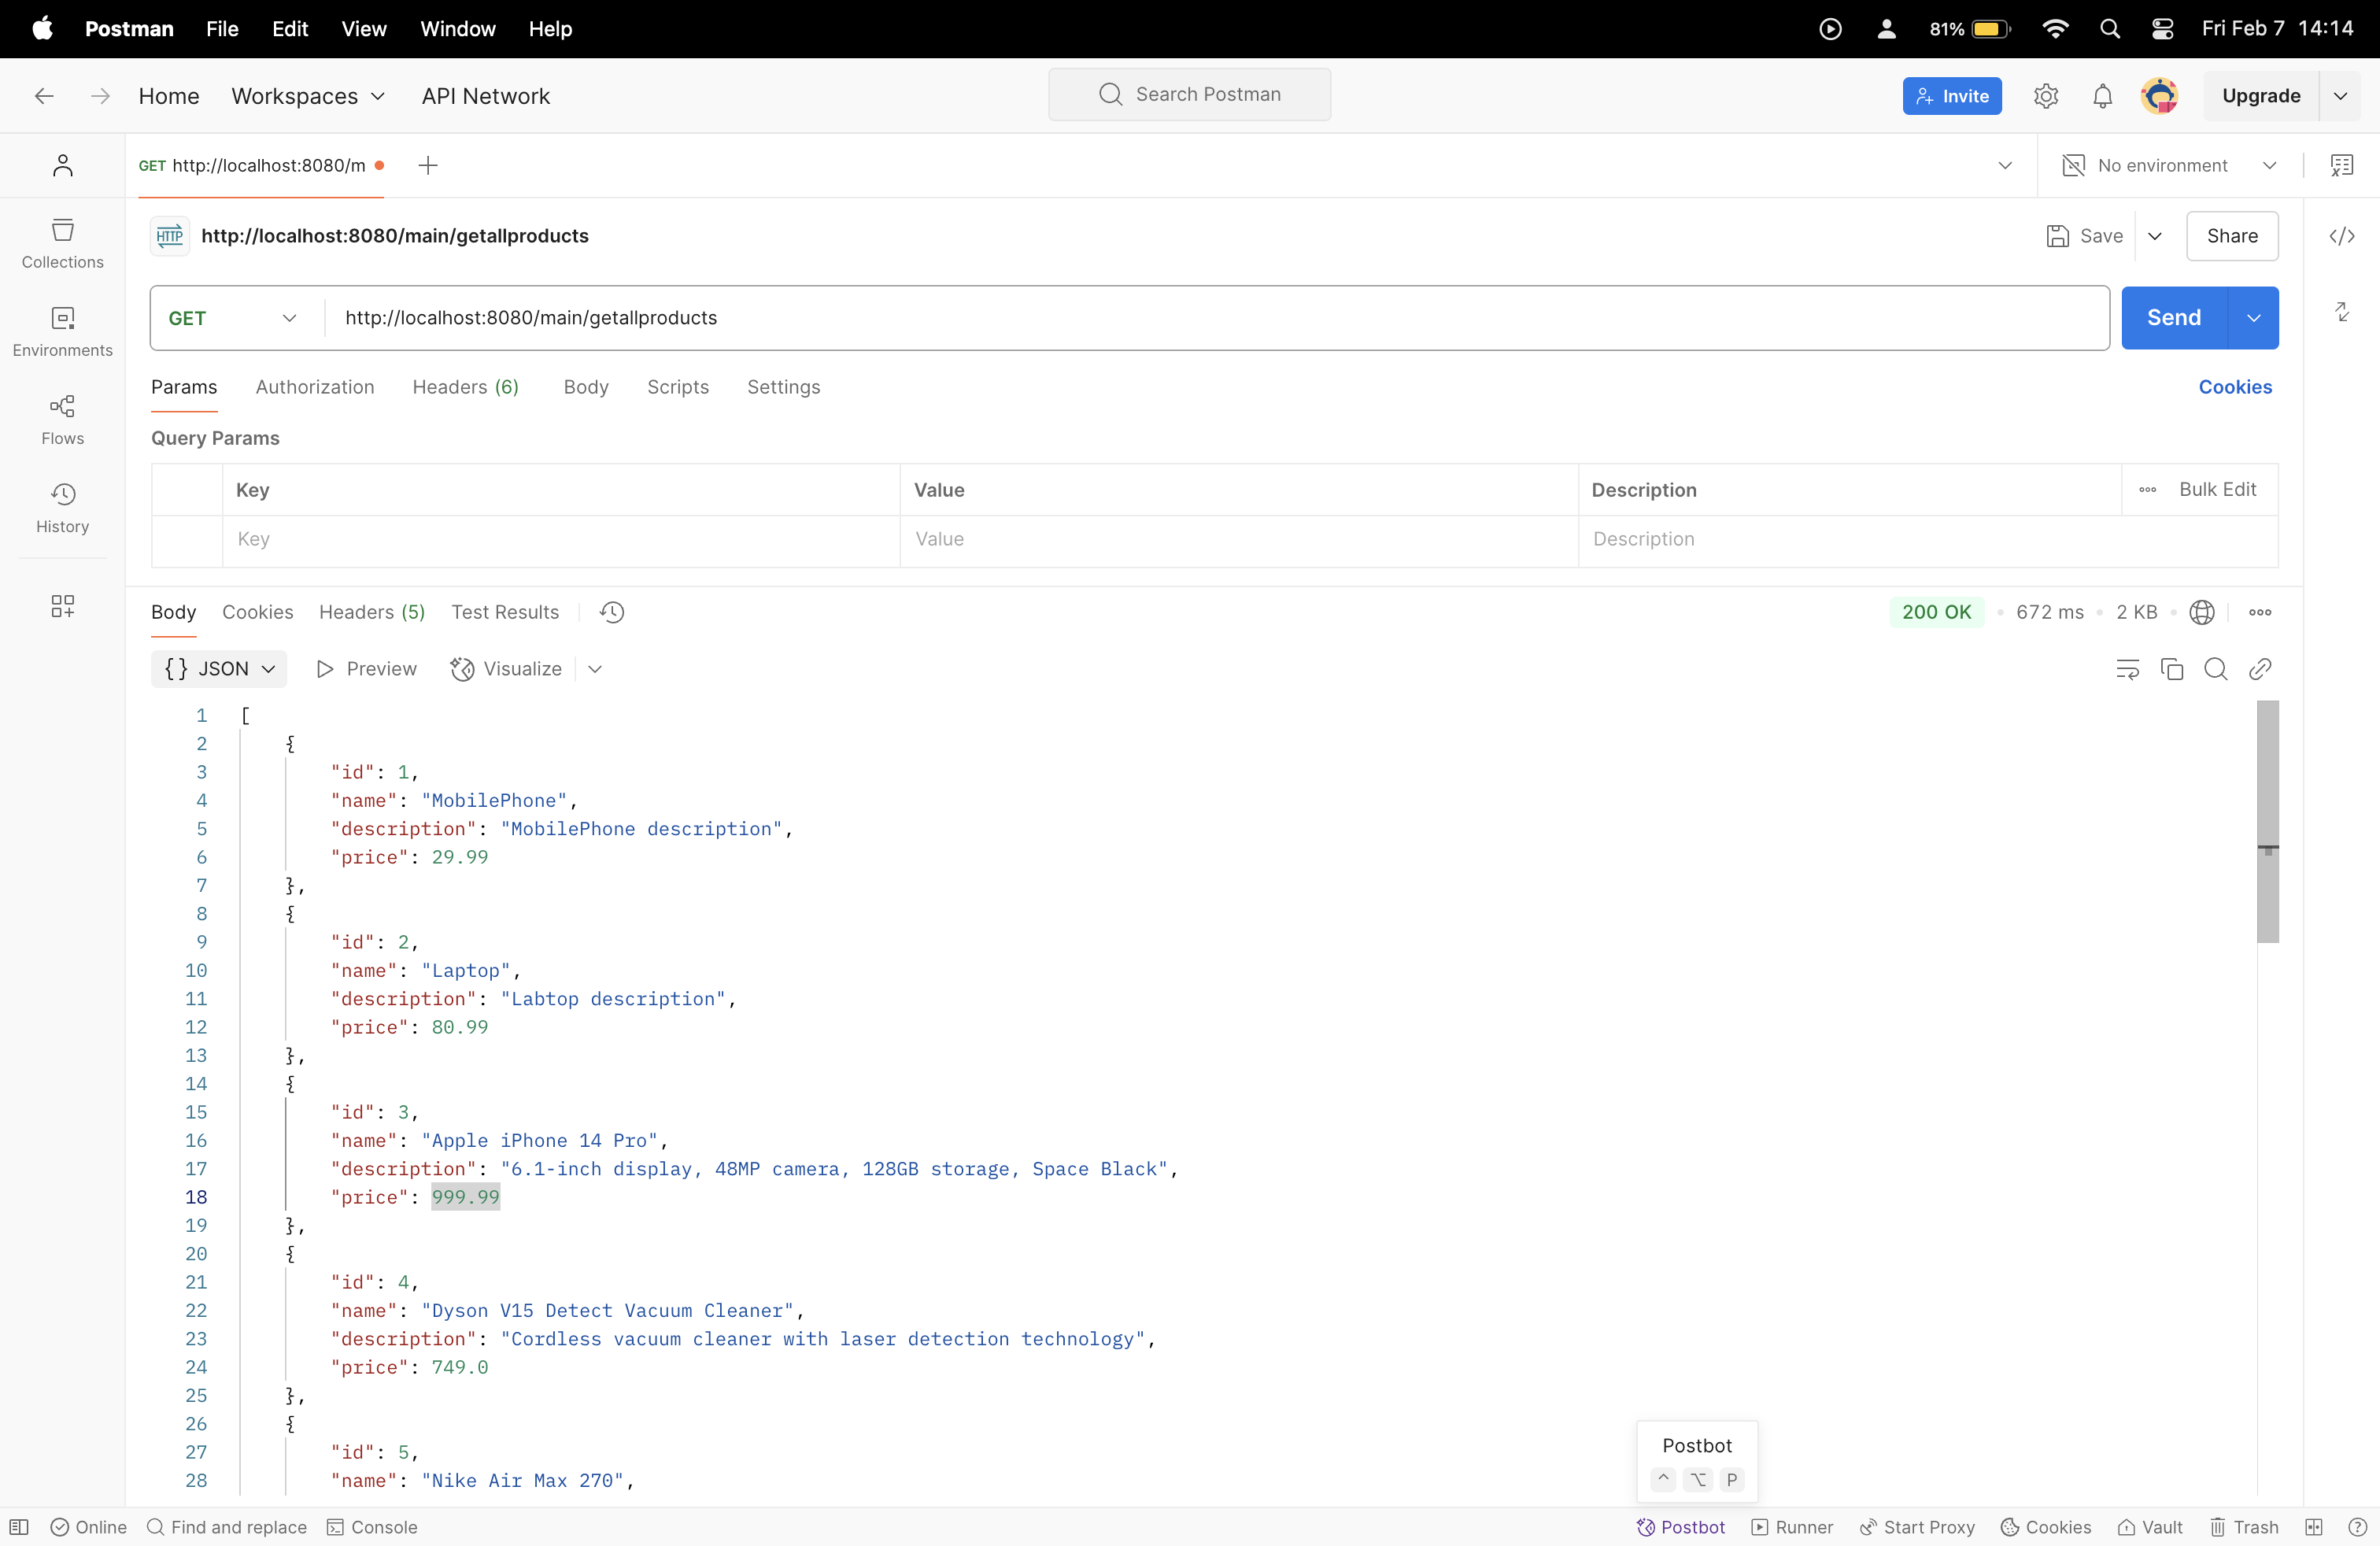 Postman File Edit View Window Help 81% Fri Feb 7 14:14
Home Workspaces API Network Search Postman Invite Upgrade
GET http://localhost:8080/m No environment
HTTP http://localhost:8080/main/getallproducts Save Share
Collections
GET http://localhost:8080/main/getallproducts Send
Environments
Params Authorization Headers (6) Body Scripts Settings Cookies
Flows
Query Params
Key Value Description Bulk Edit
History
Key Value Description
Body Cookies Headers (5) Test Results 200 OK 672 ms 2 KB
{} JSON Preview Visualize
1 [
2 {
3 "id": 1,
4 "name": "MobilePhone",
5 "description": "MobilePhone description",
6 "price": 29.99
7 },
8 {
9 "id": 2,
10 "name": "Laptop",
11 "description": "Labtop description",
12 "price": 80.99
13 },
14 {
15 "id": 3,
16 "name": "Apple iPhone 14 Pro",
17 "description": "6.1-inch display, 48MP camera, 128GB storage, Space Black",
18 "price": 999.99
19 },
20 {
21 "id": 4,
22 "name": "Dyson V15 Detect Vacuum Cleaner",
23 "description": "Cordless vacuum cleaner with laser detection technology",
24 "price": 749.0
25 },
26 {
27 "id": 5,
28 "name": "Nike Air Max 270",
Postbot
^ ⌥ P
Online Find and replace Console Postbot Runner Start Proxy Cookies Vault Trash